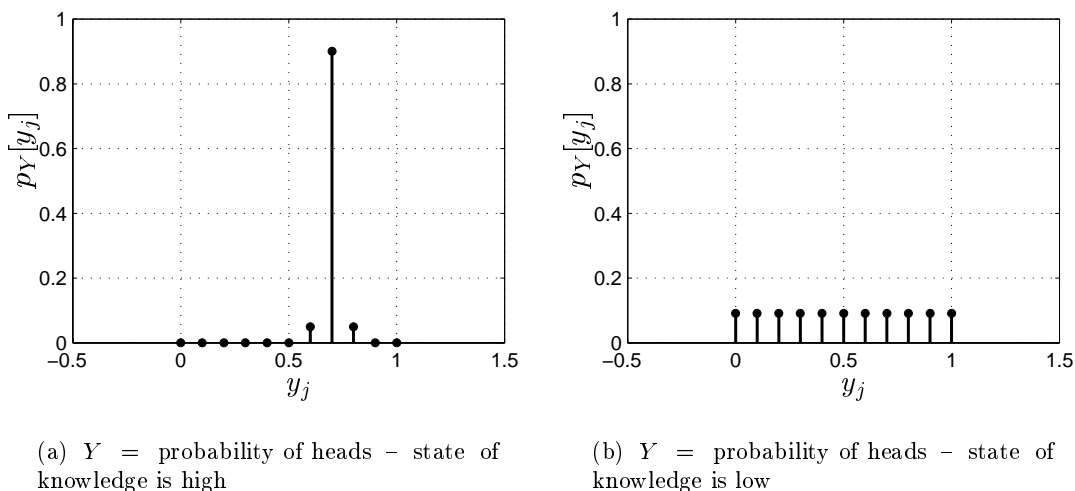 1
0.8
0.6
0.4
0.2
0
p_Y[y_j]
−0.5 0 0.5 1 1.5
y_j
(a) Y = probability of heads – state of
knowledge is high
1
0.8
0.6
0.4
0.2
0
p_Y[y_j]
−0.5 0 0.5 1 1.5
y_j
(b) Y = probability of heads – state of
knowledge is low